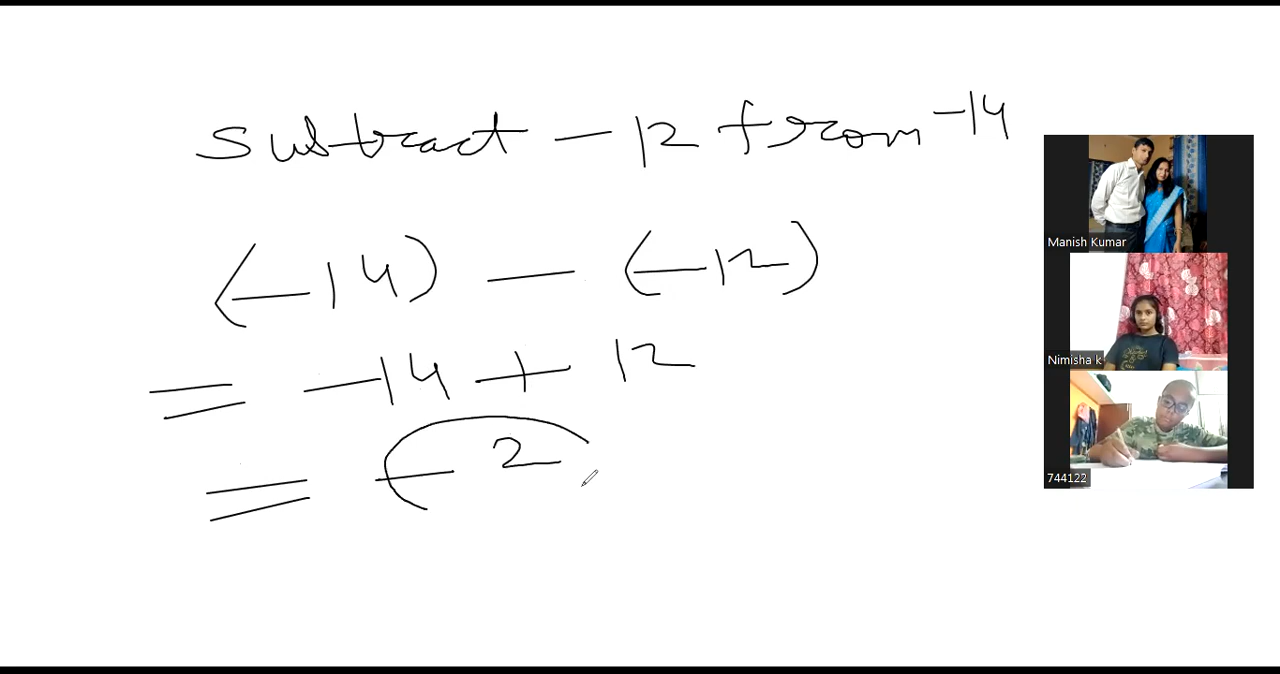 subtract - 12 from -14
(-14) - (-12)
= -14 + 12
= - 2
Manish Kumar
Nimisha k
744122